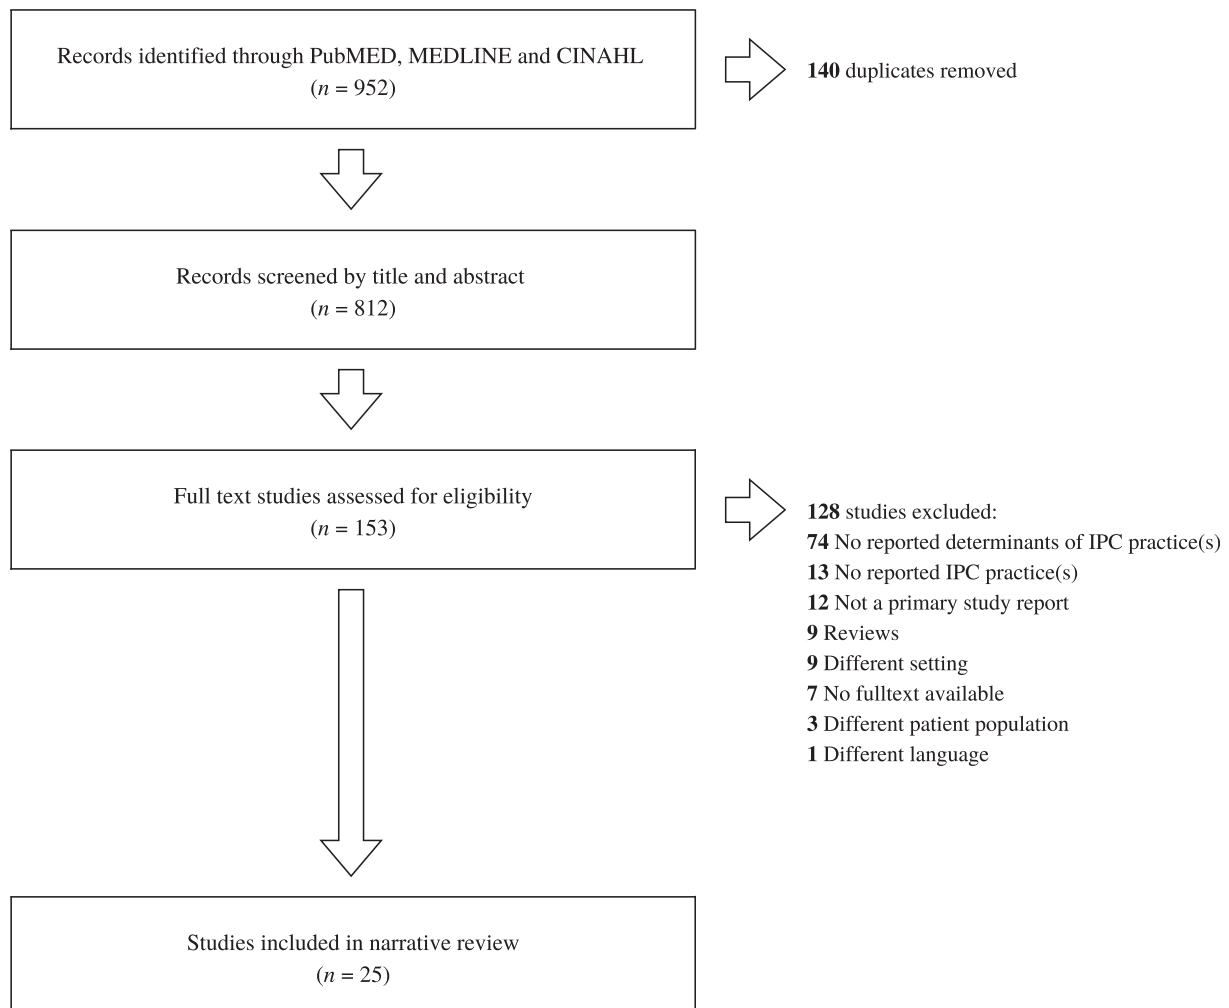 Records identified through PubMED, MEDLINE and CINAHL
(n = 952)
140 duplicates removed
Records screened by title and abstract
(n = 812)
Full text studies assessed for eligibility
(n = 153)
128 studies excluded:
74 No reported determinants of IPC practice(s)
13 No reported IPC practice(s)
12 Not a primary study report
9 Reviews
9 Different setting
7 No fulltext available
3 Different patient population
1 Different language
Studies included in narrative review
(n = 25)